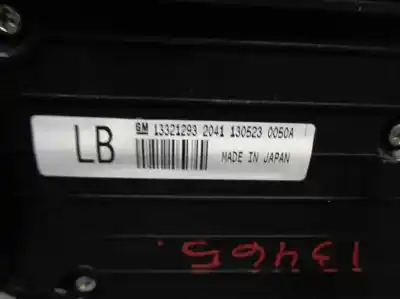 GM 13321293 2041 130523 0050A
LB
MADE IN JAPAN
13465.